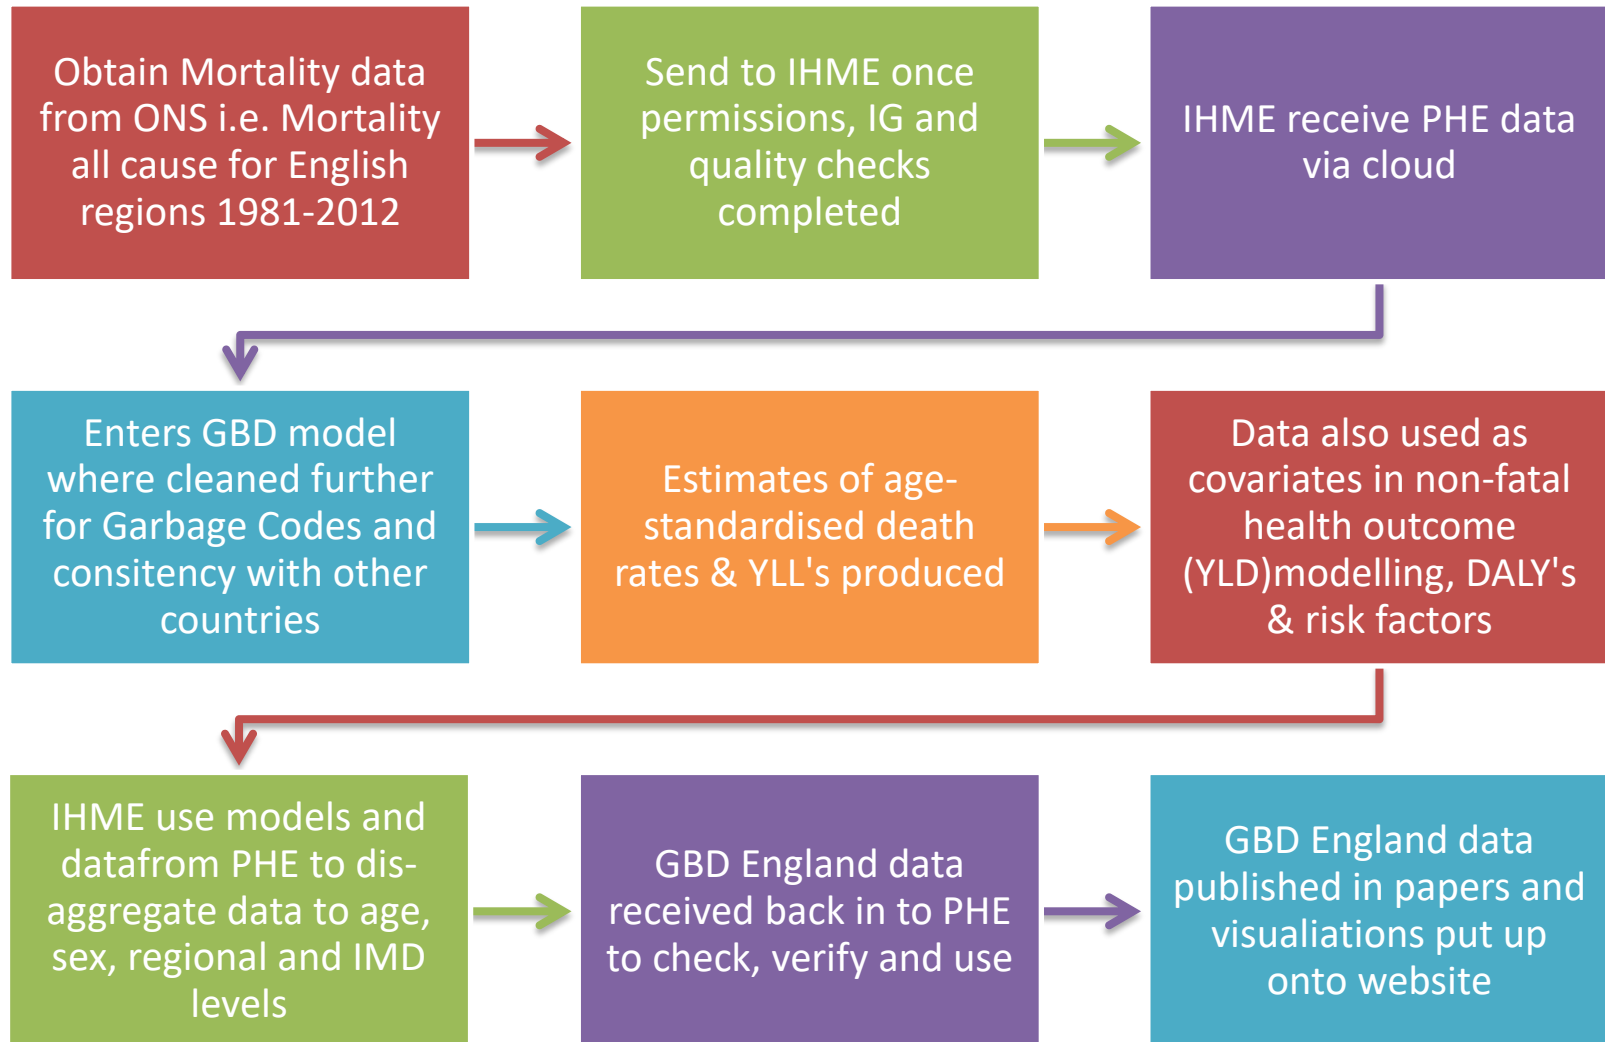 Obtain Mortality data
from ONS i.e. Mortality
all cause for English
regions 1981-2012
Send to IHME once
permissions, IG and
quality checks
completed
IHME receive PHE data
via cloud
Enters GBD model
where cleaned further
for Garbage Codes and
consitency with other
countries
Estimates of age-
standardised death
rates & YLL's produced
Data also used as
covariates in non-fatal
health outcome
(YLD)modelling, DALY's
& risk factors
IHME use models and
datafrom PHE to dis-
aggregate data to age,
sex, regional and IMD
levels
GBD England data
received back in to PHE
to check, verify and use
GBD England data
published in papers and
visualiations put up
onto website